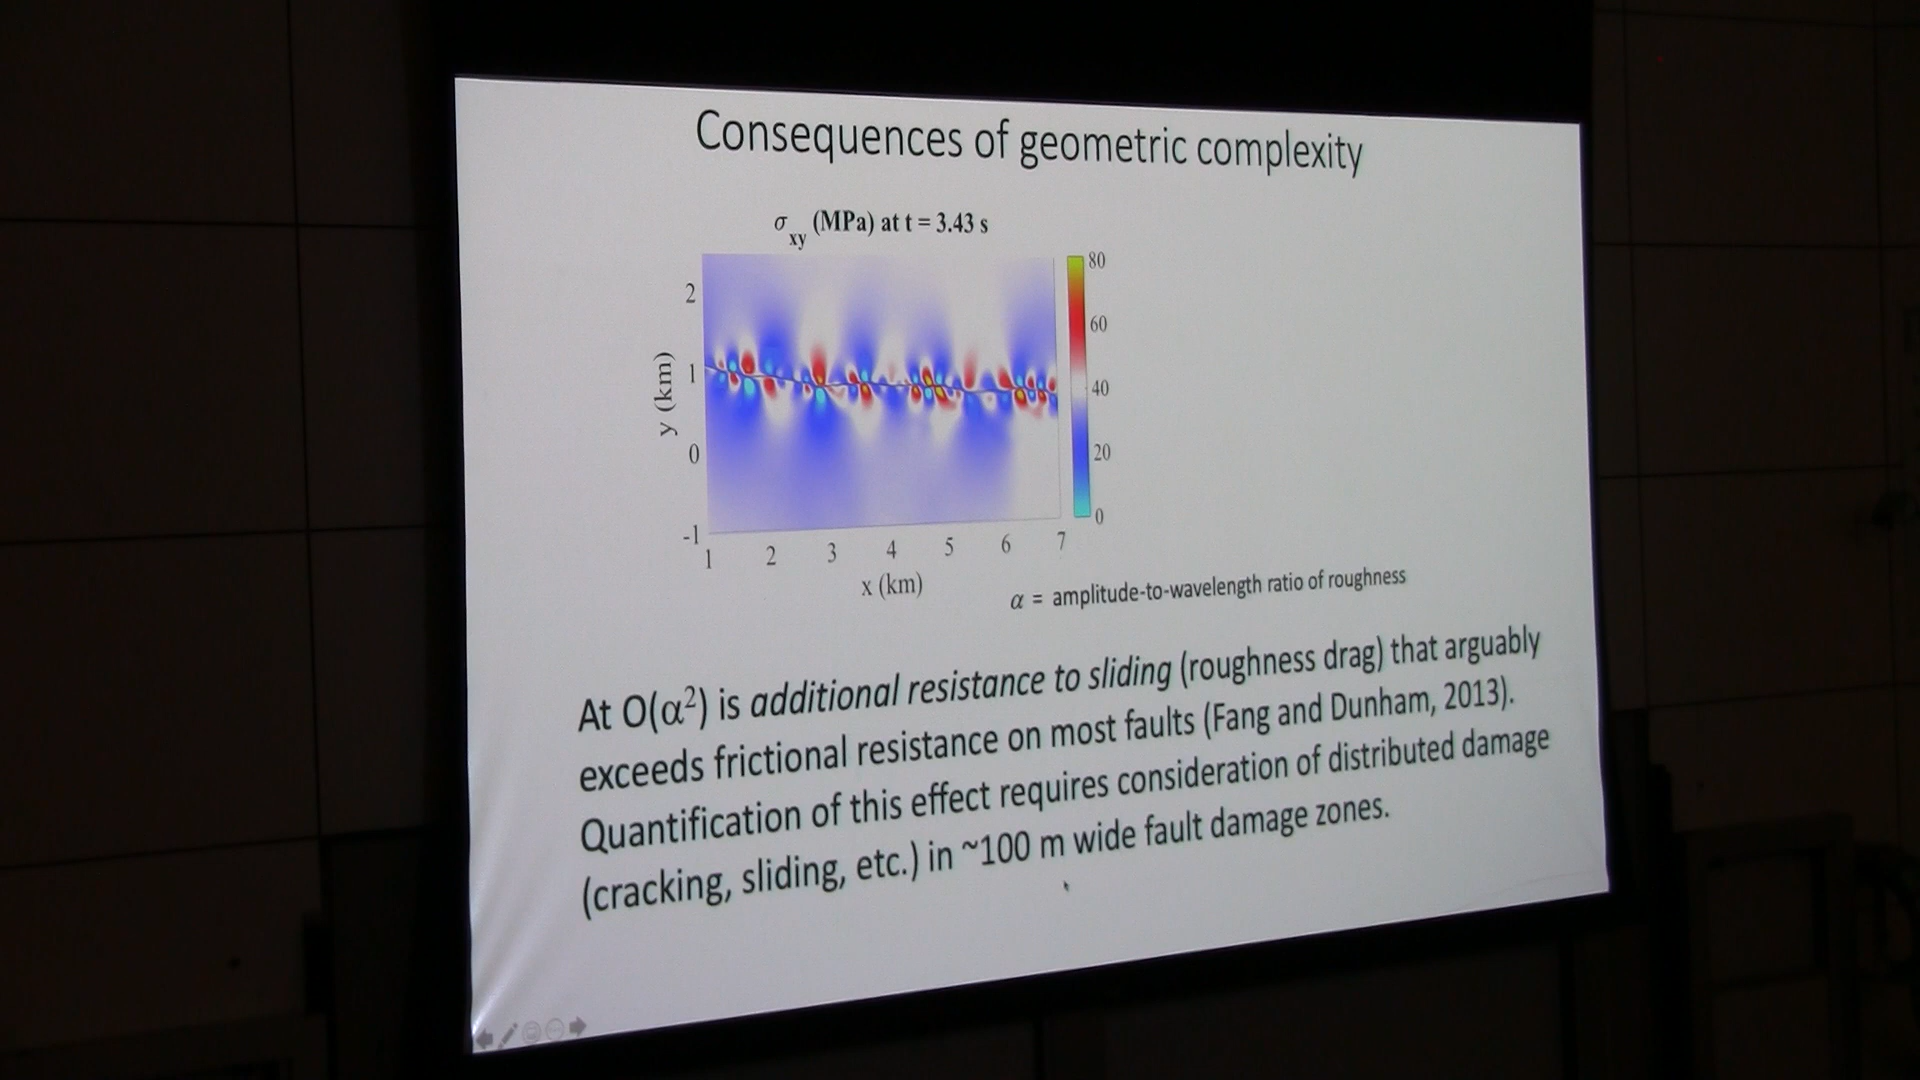 Consequences of geometric complexity
σxy (MPa) at t = 3.43 s
80
60
40
20
0
y (km)
2
1
0
-1
1 2 3 4 5 6 7
x (km)
α = amplitude-to-wavelength ratio of roughness
At O(α²) is additional resistance to sliding (roughness drag) that arguably
exceeds frictional resistance on most faults (Fang and Dunham, 2013).
Quantification of this effect requires consideration of distributed damage
(cracking, sliding, etc.) in ~100 m wide fault damage zones.